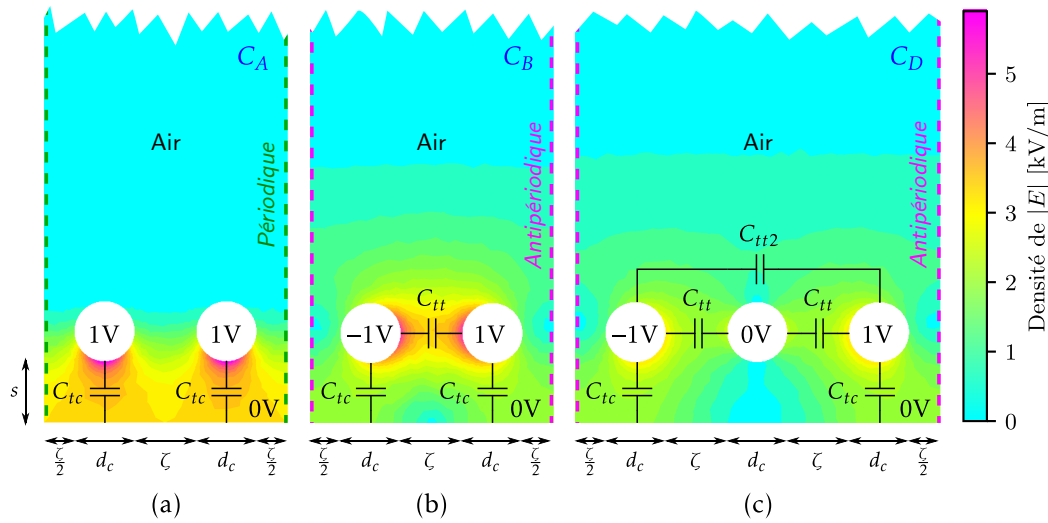 C_A
Air
Périodique
1V
1V
C_tc
C_tc
0V
s
ζ/2
d_c
ζ
d_c
ζ/2
(a)
C_B
Antipériodique
C_tt
−1V
1V
C_tc
C_tc
0V
ζ/2
d_c
ζ
d_c
ζ/2
(b)
C_D
Air
Antipériodique
C_tt2
C_tt
C_tt
−1V
0V
1V
C_tc
C_tc
0V
ζ/2
d_c
ζ
d_c
ζ
d_c
ζ/2
(c)
Air
5
4
3
2
1
0
Densité de |E| [kV/m]